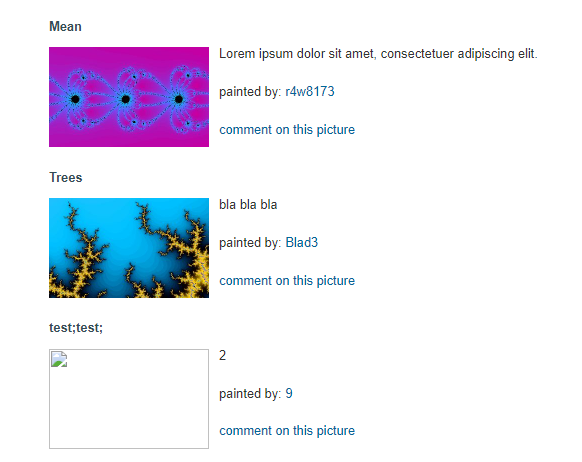 Mean
Lorem ipsum dolor sit amet, consectetuer adipiscing elit.
painted by: r4w8173
comment on this picture
Trees
bla bla bla
painted by: Blad3
comment on this picture
test;test;
2
painted by: 9
comment on this picture